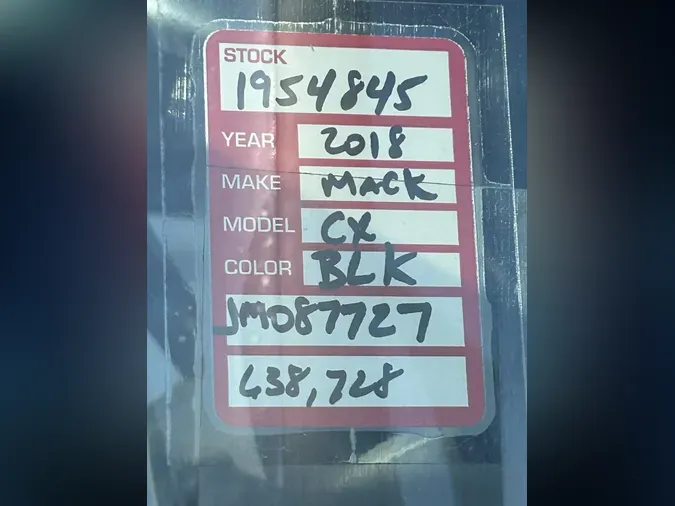 STOCK
1954845
YEAR 2018
MAKE MACK
MODEL CX
COLOR BLK
JM087727
638,728